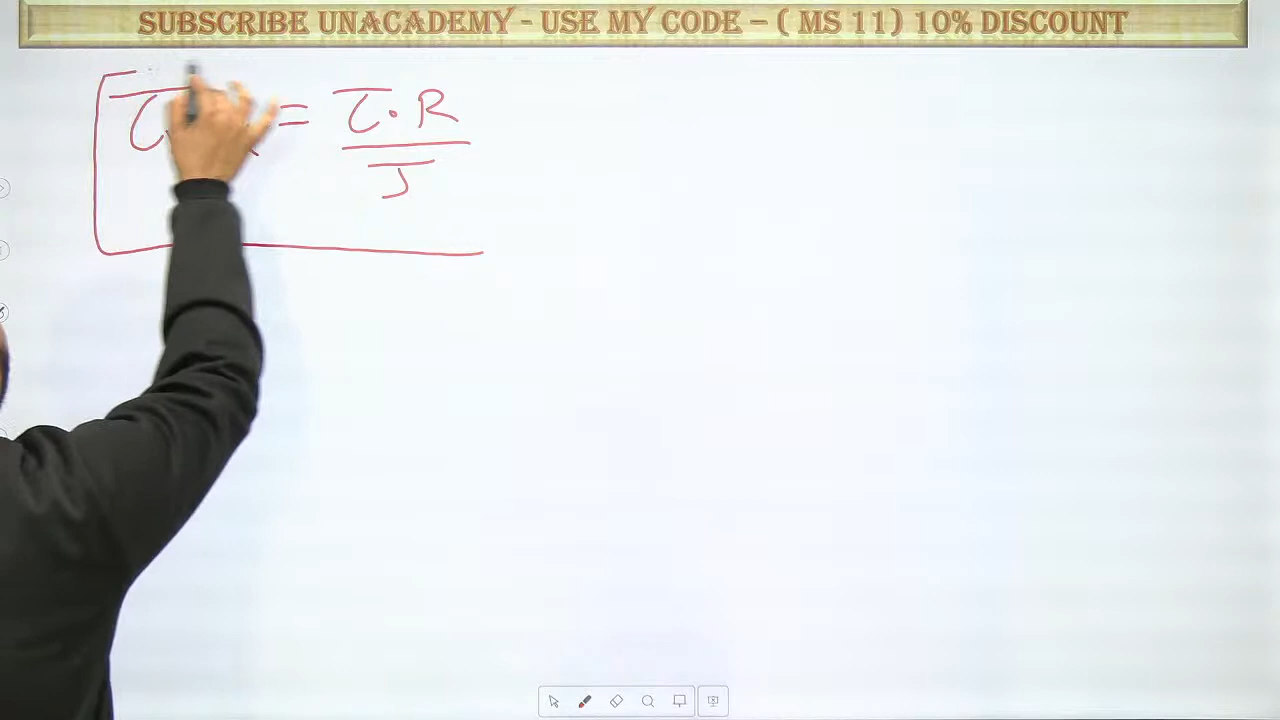 SUBSCRIBE UNACADEMY - USE MY CODE – ( MS 11) 10% DISCOUNT
= τ . R
J